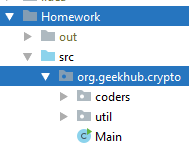 Homework
out
src
org.geekhub.crypto
coders
util
Main